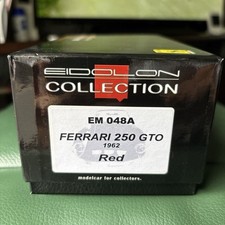 EIDOLON
COLLECTION
EM 048A
FERRARI 250 GTO
1962
Red
modelcar for collectors.